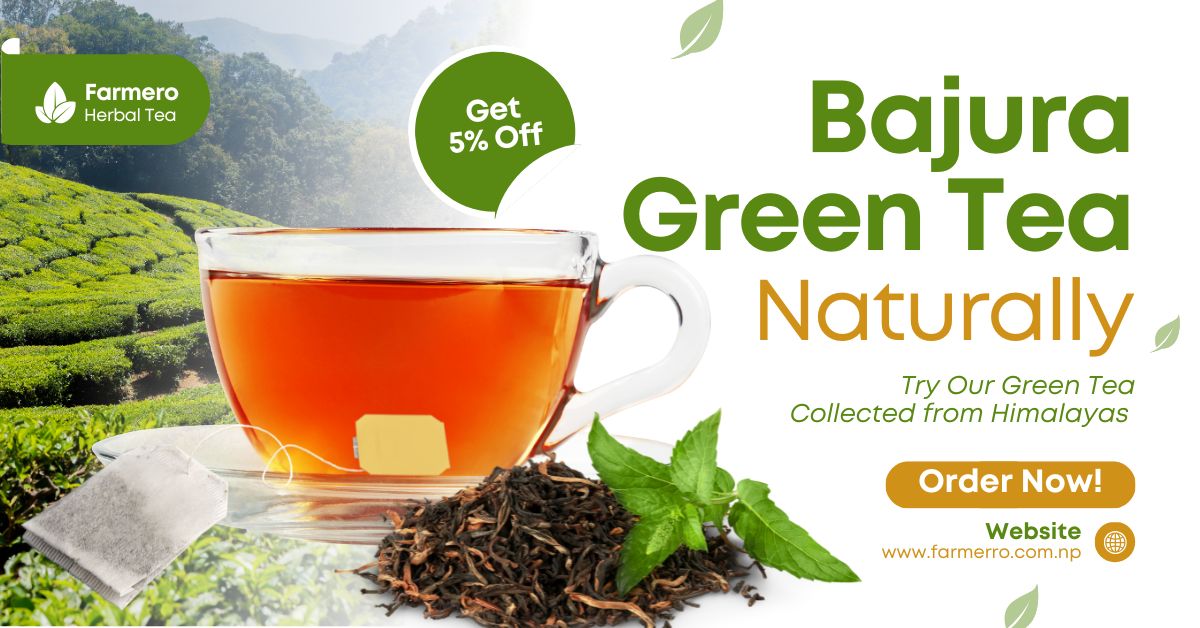 Farmero
Herbal Tea
Get
5% Off
Bajura
Green Tea
Naturally
Try Our Green Tea
Collected from Himalayas
Order Now!
Website
www.farmerro.com.np